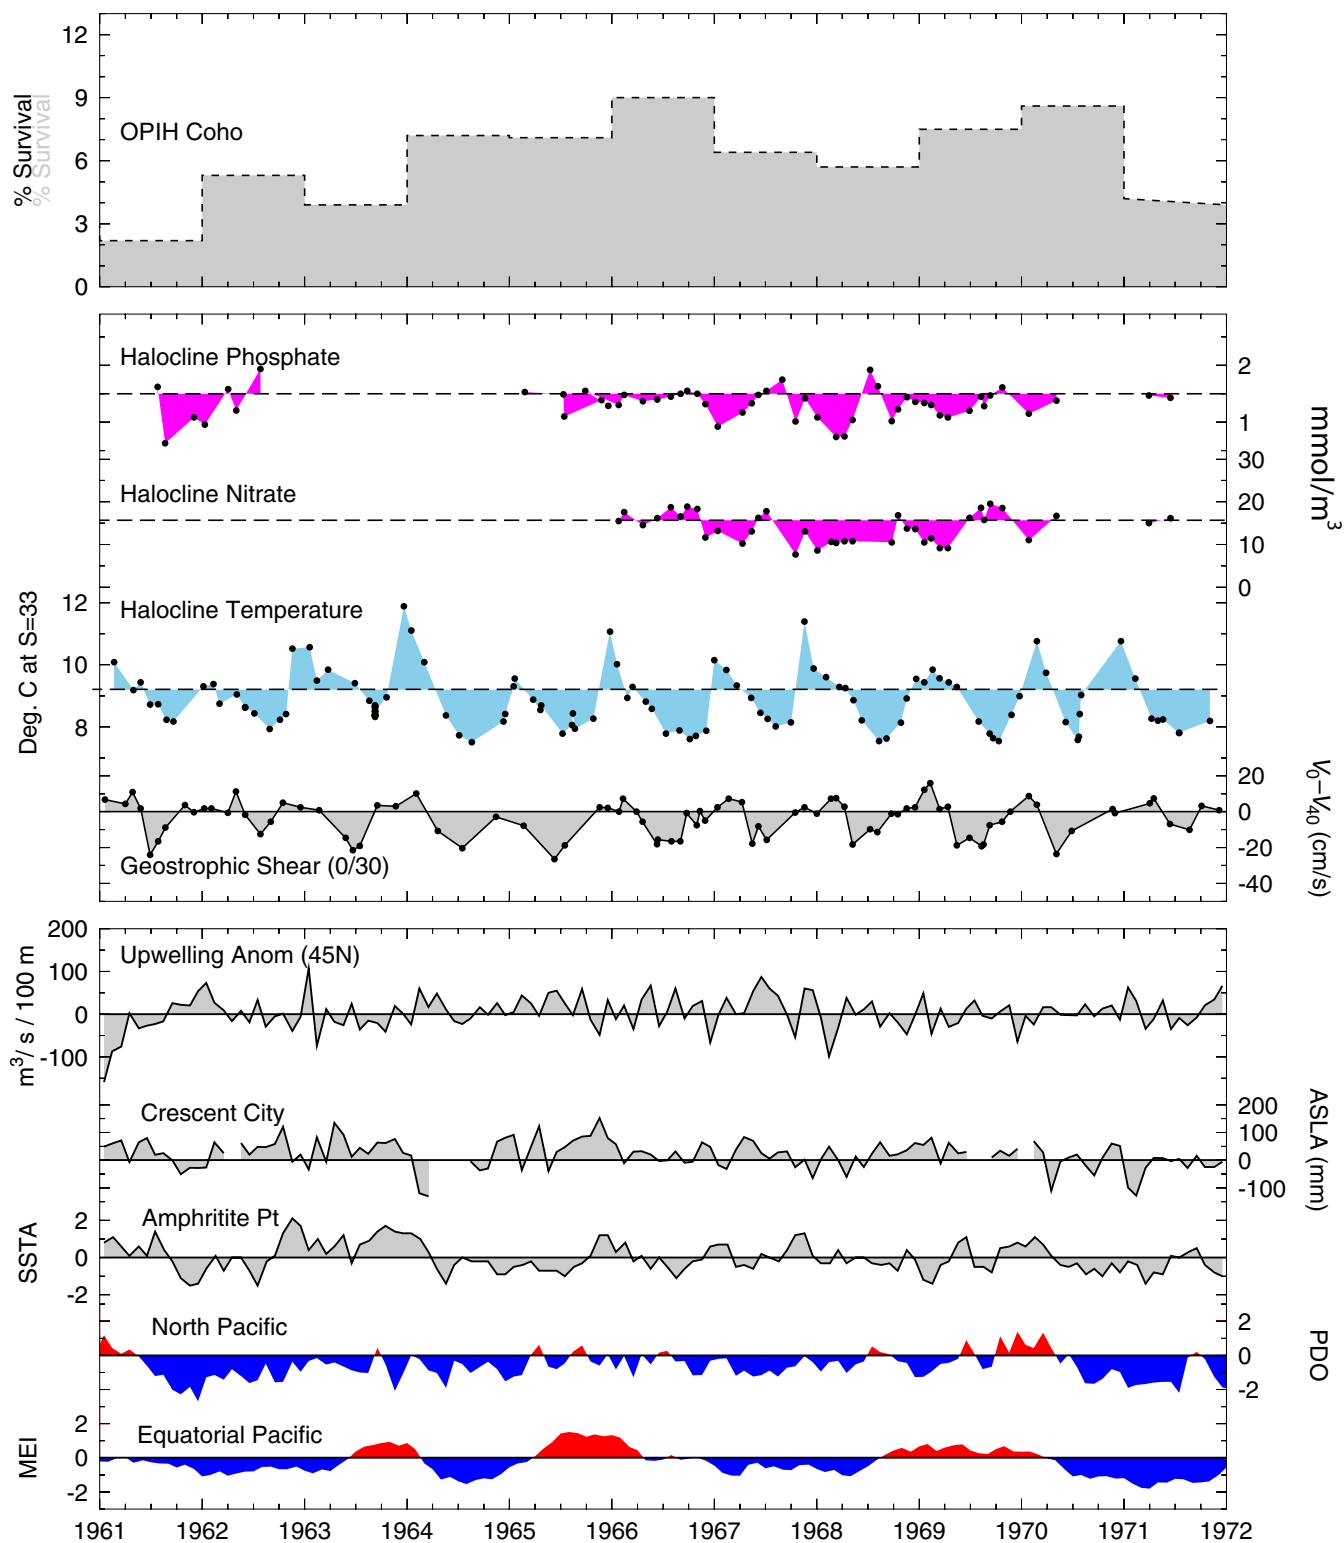 12
9
6
3
0
% Survival
% Survival
OPIH Coho
Halocline Phosphate
2
1
mmol/m³
30
Halocline Nitrate
20
10
0
12
10
8
Deg. C at S=33
Halocline Temperature
20
0
-20
-40
V₀–V₄₀ (cm/s)
Geostrophic Shear (0/30)
200
100
0
-100
m³/ s / 100 m
Upwelling Anom (45N)
Crescent City
200
100
0
-100
ASLA (mm)
Amphritite Pt
2
0
-2
SSTA
North Pacific
2
0
-2
PDO
Equatorial Pacific
2
0
-2
MEI
1961 1962 1963 1964 1965 1966 1967 1968 1969 1970 1971 1972